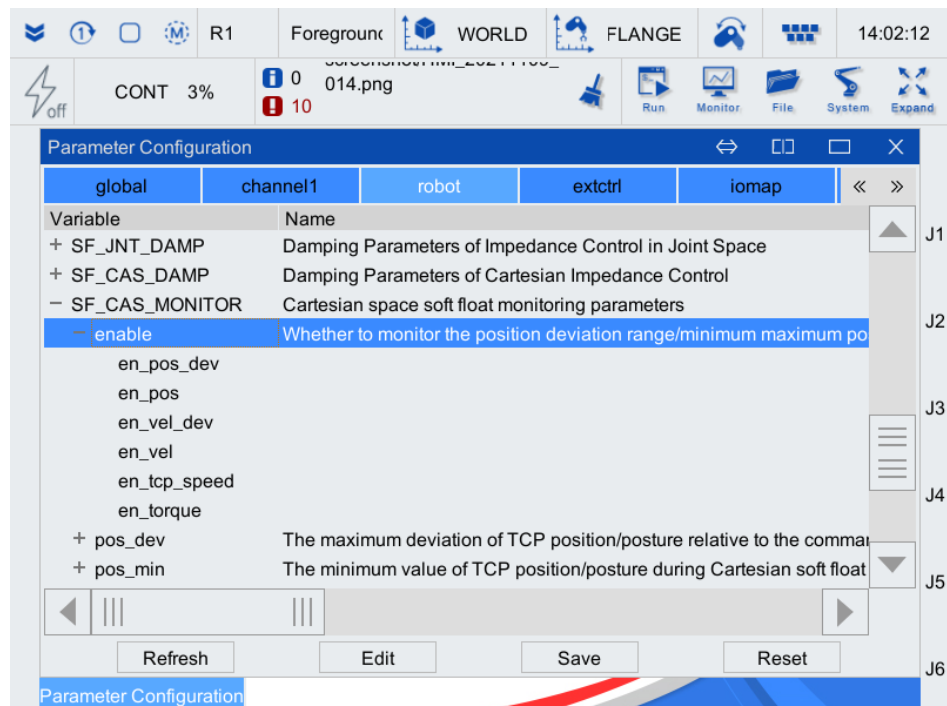 1 M R1 Foregroun WORLD FLANGE 14:02:12
off CONT 3% 0 014.png
10
Run Monitor File System Expand
Parameter Configuration
global channel1 robot extctrl iomap
Variable Name
SF_JNT_DAMP Damping Parameters of Impedance Control in Joint Space
SF_CAS_DAMP Damping Parameters of Cartesian Impedance Control
SF_CAS_MONITOR Cartesian space soft float monitoring parameters
enable Whether to monitor the position deviation range/minimum maximum po
en_pos_dev
en_pos
en_vel_dev
en_vel
en_tcp_speed
en_torque
pos_dev The maximum deviation of TCP position/posture relative to the comman
pos_min The minimum value of TCP position/posture during Cartesian soft float
J1
J2
J3
J4
J5
J6
Refresh Edit Save Reset
Parameter Configuration